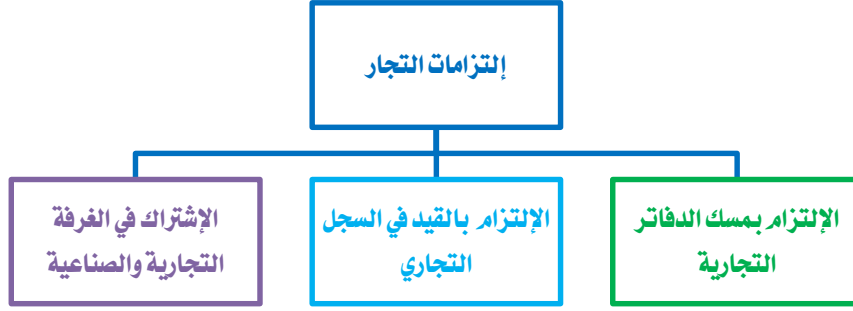 إلتزامات التجار
الإلتزام بمسك الدفاتر
التجارية
الإلتزام بالقيد في السجل
التجاري
الإشتراك في الغرفة
التجارية والصناعية